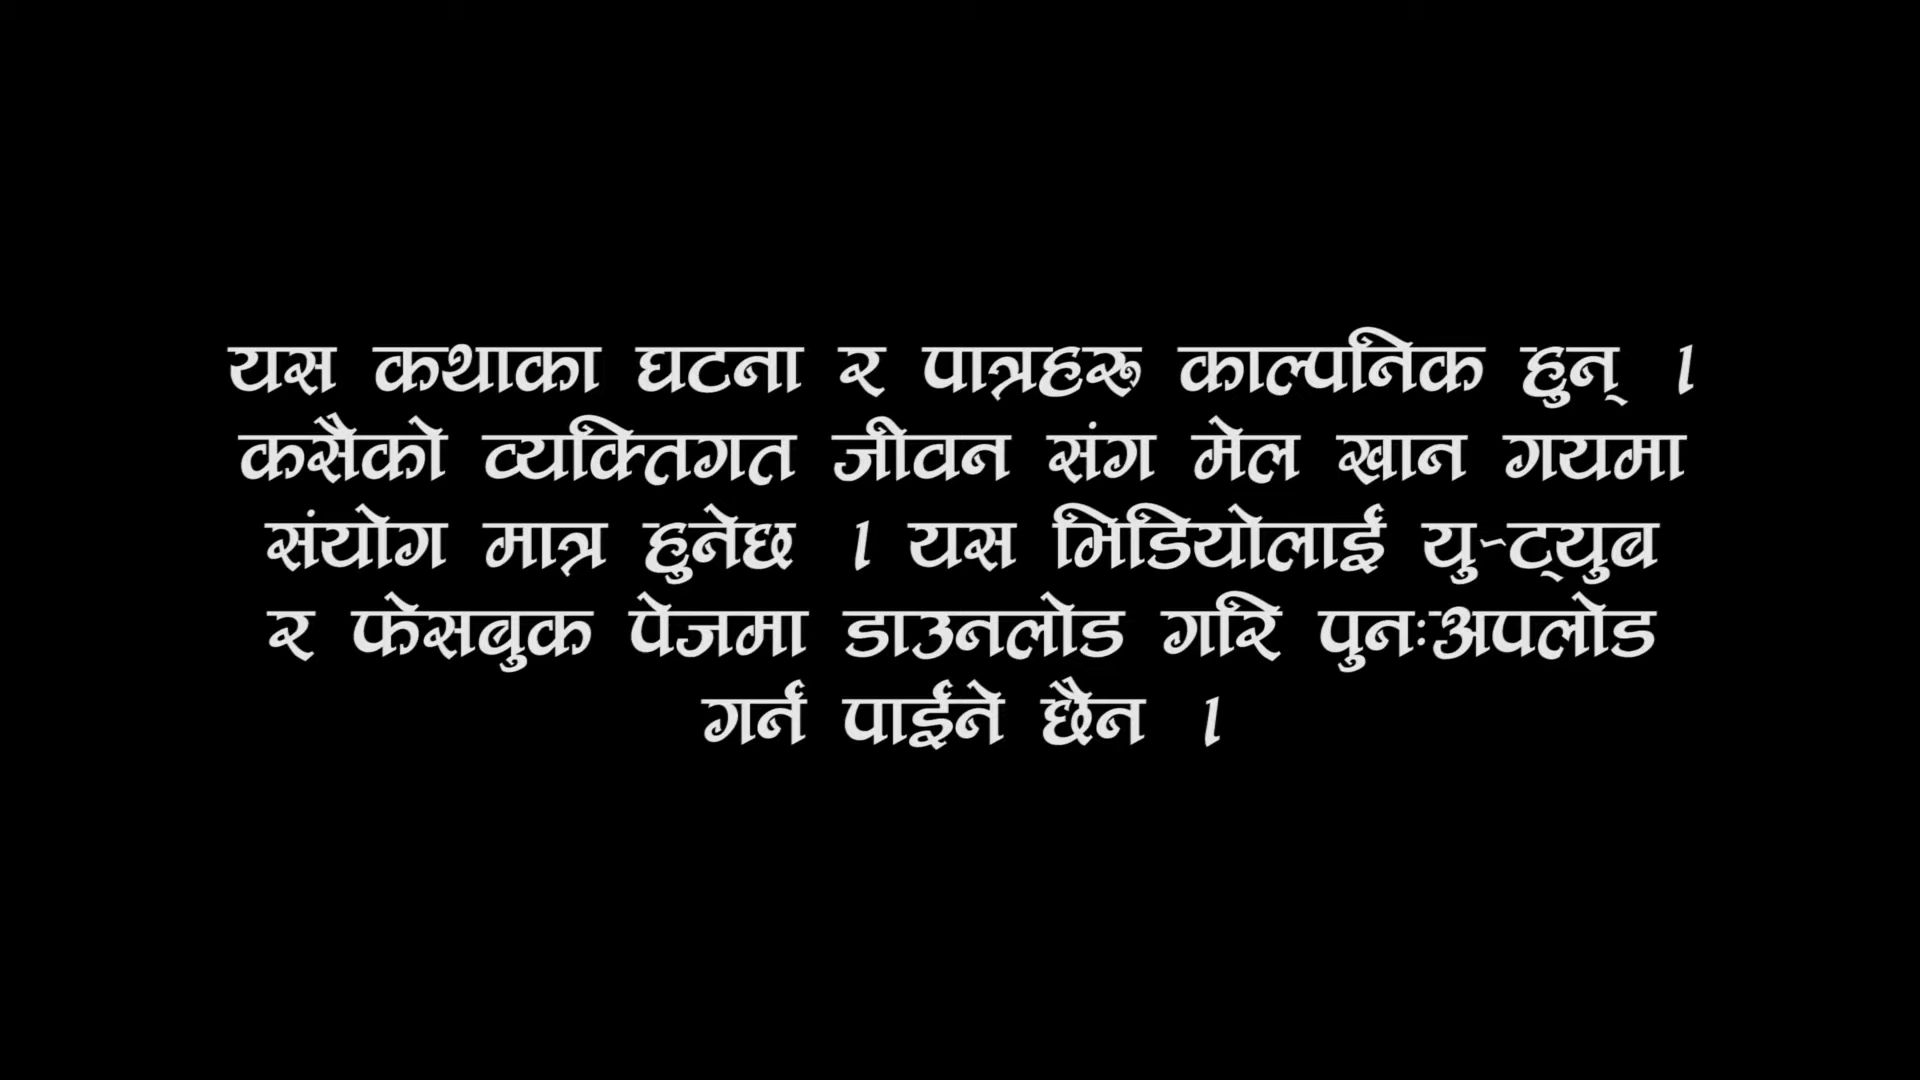 यस कथाका घटना र पात्रहरु काल्पनिक हुन् ।
कसैको व्यक्तिगत जीवन संग मेल खान गयमा
संयोग मात्र हुनेछ । यस भिडियोलाई यु-ट्युब
र फेसबुक पेजमा डाउनलोड गरि पुनःअपलोड
गर्न पाईने छैन ।